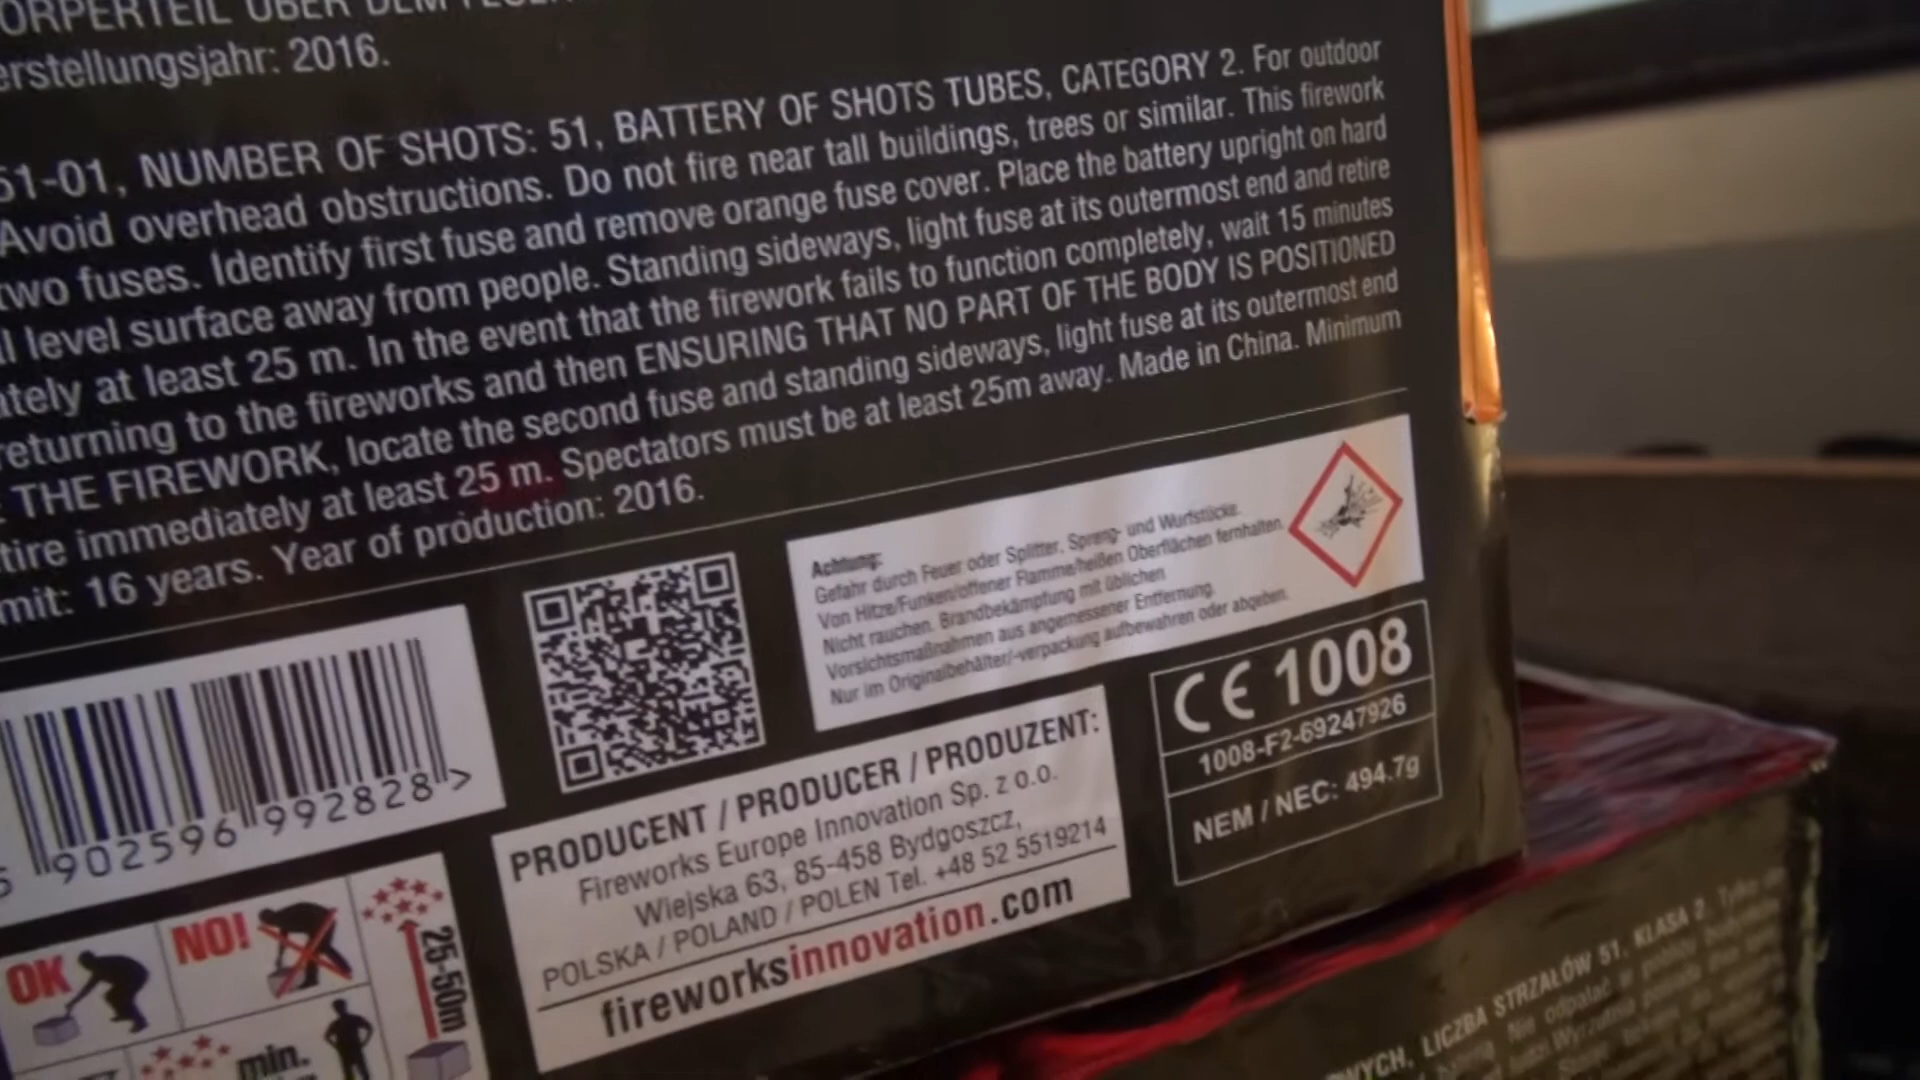 ÖRPERTEIL ÜBER DEM
erstellungsjahr: 2016.
51-01, NUMBER OF SHOTS: 51, BATTERY OF SHOTS TUBES, CATEGORY 2. For outdoor
Avoid overhead obstructions. Do not fire near tall buildings, trees or similar. This firework
two fuses. Identify first fuse and remove orange fuse cover. Place the battery upright on hard
level surface away from people. Standing sideways, light fuse at its outermost end and retire
ately at least 25 m. In the event that the firework fails to function completely, wait 15 minutes
returning to the fireworks and then ENSURING THAT NO PART OF THE BODY IS POSITIONED
THE FIREWORK, locate the second fuse and standing sideways, light fuse at its outermost end
tire immediately at least 25 m. Spectators must be at least 25m away. Made in China. Minimum
mit: 16 years. Year of production: 2016.
Achtung:
Gefahr durch Feuer oder Splitter, Spreng- und Wurfstücke.
Von Hitze/Funken/offener Flamme/heißen Oberflächen fernhalten.
Nicht rauchen. Brandbekämpfung mit üblichen
Vorsichtsmaßnahmen aus angemessener Entfernung.
Nur im Originalbehälter/-verpackung aufbewahren oder abgeben.
CE 1008
1008-F2-69247926
NEM / NEC: 494.7g
5 902596 992828 >
PRODUCENT / PRODUCER / PRODUZENT:
Fireworks Europe Innovation Sp. z o.o.
Wiejska 63, 85-458 Bydgoszcz,
POLSKA / POLAND / POLEN Tel. +48 52 5519214
fireworksinnovation.com
OK
NO!
25-50m
min.
WYCH, LICZBA STRZAŁÓW 51, KLASA 2. Tylko
Nie odpalać w pobliżu